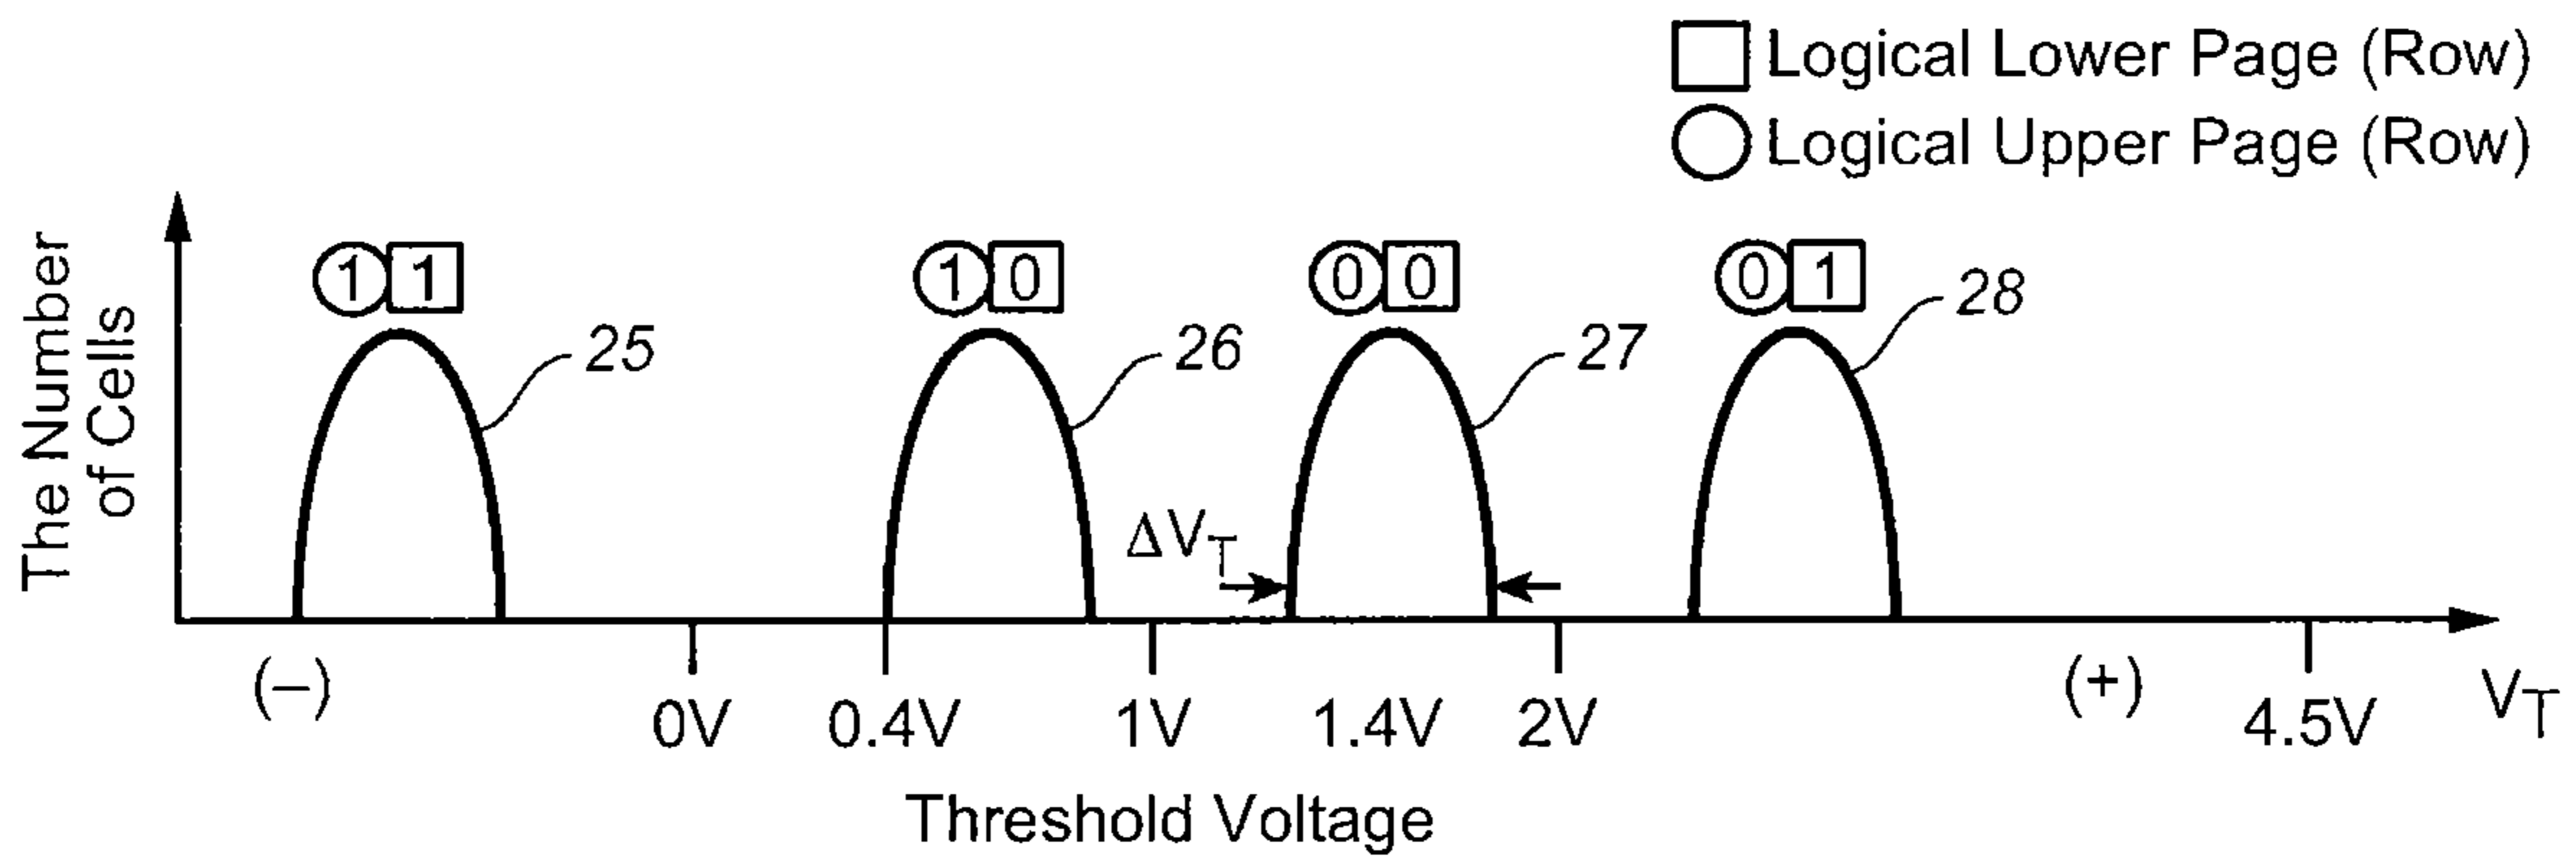 Logical Lower Page (Row)
Logical Upper Page (Row)
The Number
of Cells
1 1
1 0
0 0
0 1
25
26
27
28
ΔVT
(–)
0V
0.4V
1V
1.4V
2V
(+)
4.5V
VT
Threshold Voltage